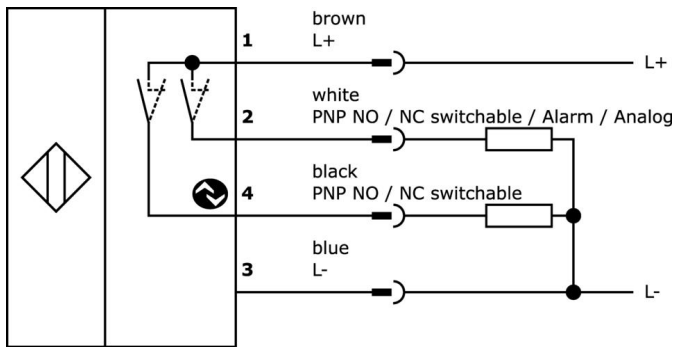 brown
1 L+ L+
white
2 PNP NO / NC switchable / Alarm / Analog
black
4 PNP NO / NC switchable
blue
3 L- L-